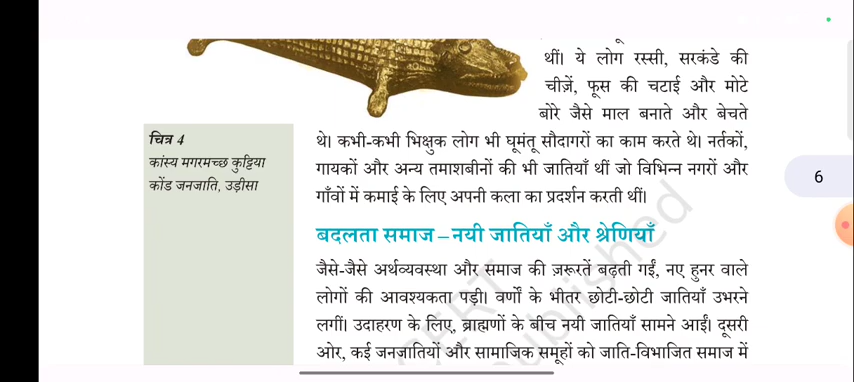 थीं। ये लोग रस्सी, सरकंडे की
चीज़ें, फूस की चटाई और मोटे
बोरे जैसे माल बनाते और बेचते
थे। कभी-कभी भिक्षुक लोग भी घूमंतू सौदागरों का काम करते थे। नर्तकों,
गायकों और अन्य तमाशबीनों की भी जातियाँ थीं जो विभिन्न नगरों और
गाँवों में कमाई के लिए अपनी कला का प्रदर्शन करती थीं।
चित्र 4
कांस्य मगरमच्छ कुट्टिया
कोंड जनजाति, उड़ीसा
बदलता समाज – नयी जातियाँ और श्रेणियाँ
जैसे-जैसे अर्थव्यवस्था और समाज की ज़रूरतें बढ़ती गईं, नए हुनर वाले
लोगों की आवश्यकता पड़ी। वर्णों के भीतर छोटी-छोटी जातियाँ उभरने
लगीं। उदाहरण के लिए, ब्राह्मणों के बीच नयी जातियाँ सामने आईं। दूसरी
ओर, कई जनजातियों और सामाजिक समूहों को जाति-विभाजित समाज में
6